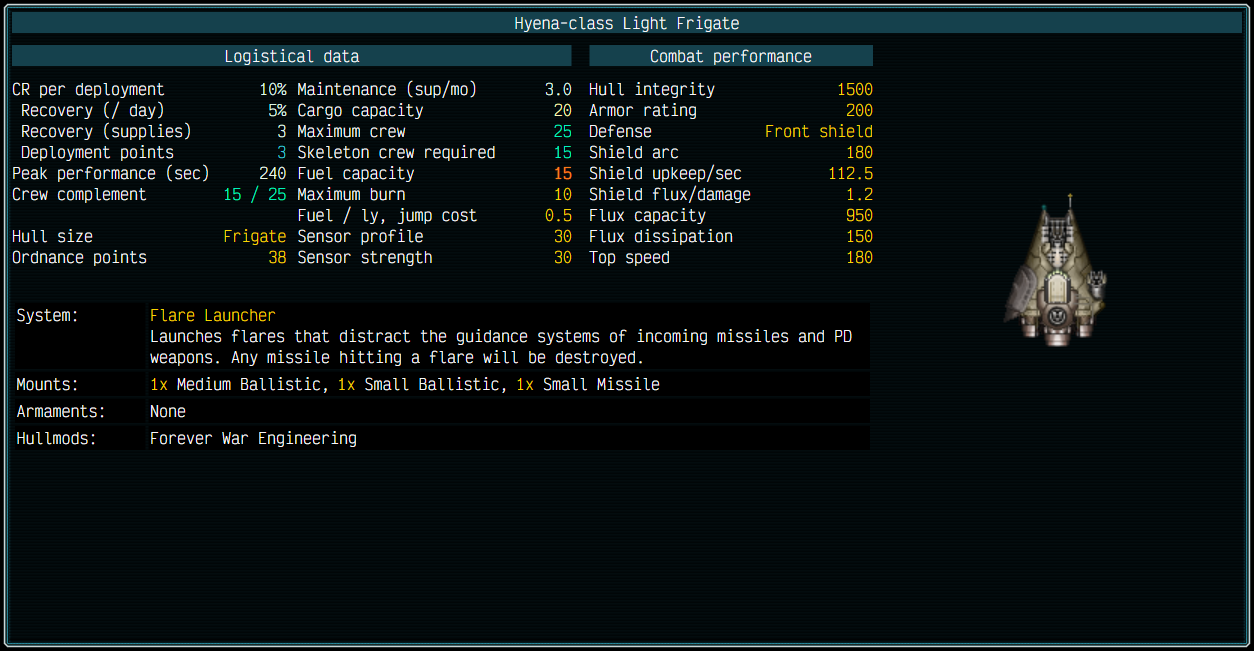 Hyena-class Light Frigate
Logistical data
Combat performance
CR per deployment 10% Maintenance (sup/mo) 3.0 Hull integrity 1500
Recovery (/ day) 5% Cargo capacity 20 Armor rating 200
Recovery (supplies) 3 Maximum crew 25 Defense Front shield
Deployment points 3 Skeleton crew required 15 Shield arc 180
Peak performance (sec) 240 Fuel capacity 15 Shield upkeep/sec 112.5
Crew complement 15 / 25 Maximum burn 10 Shield flux/damage 1.2
Fuel / ly, jump cost 0.5 Flux capacity 950
Hull size Frigate Sensor profile 30 Flux dissipation 150
Ordnance points 38 Sensor strength 30 Top speed 180
System: Flare Launcher
Launches flares that distract the guidance systems of incoming missiles and PD
weapons. Any missile hitting a flare will be destroyed.
Mounts: 1x Medium Ballistic, 1x Small Ballistic, 1x Small Missile
Armaments: None
Hullmods: Forever War Engineering